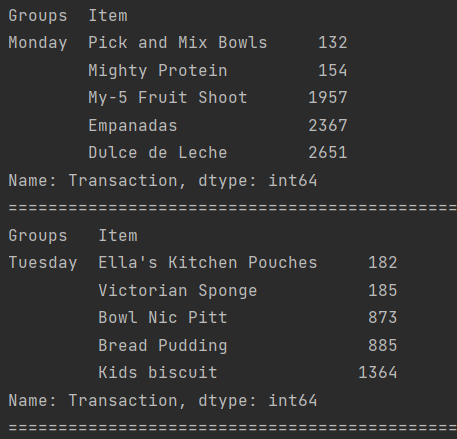 Groups  Item
Monday  Pick and Mix Bowls     132
        Mighty Protein         154
        My-5 Fruit Shoot      1957
        Empanadas             2367
        Dulce de Leche        2651
Name: Transaction, dtype: int64
=============================================
Groups   Item
Tuesday  Ella's Kitchen Pouches     182
         Victorian Sponge           185
         Bowl Nic Pitt              873
         Bread Pudding              885
         Kids biscuit              1364
Name: Transaction, dtype: int64
=============================================